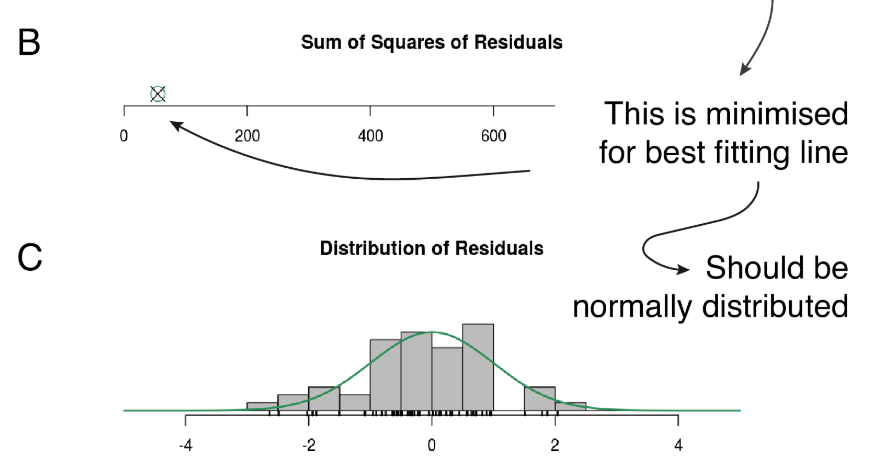 B
Sum of Squares of Residuals
0 200 400 600
This is minimised
for best fitting line
C
Distribution of Residuals
Should be
normally distributed
-4 -2 0 2 4